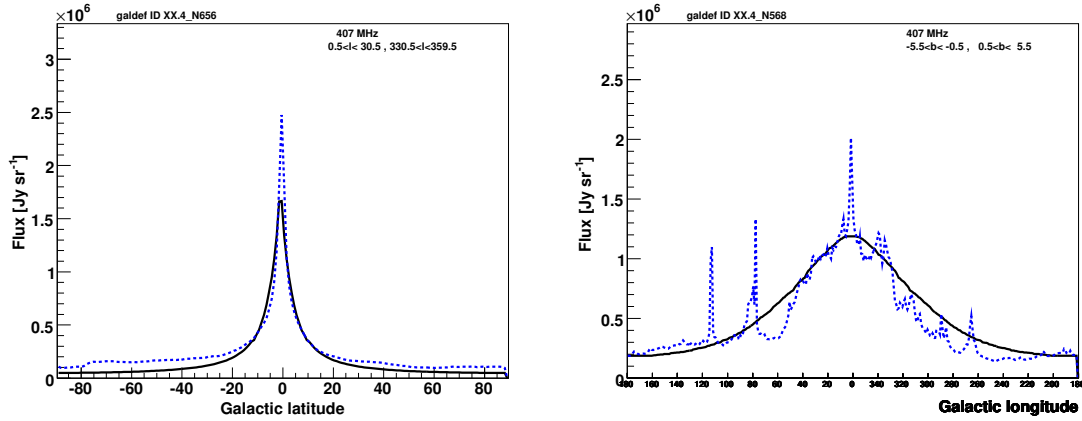 ×10⁶
galdef ID XX.4_N656
407 MHz
0.5<l< 30.5 , 330.5<l<359.5
3
2.5
2
1.5
1
0.5
0
Flux [Jy sr⁻¹]
-80 -60 -40 -20 0 20 40 60 80
Galactic latitude
×10⁶
galdef ID XX.4_N568
407 MHz
-5.5<b< -0.5 , 0.5<b< 5.5
2.5
2
1.5
1
0.5
0
Flux [Jy sr⁻¹]
180 160 140 120 100 80 60 40 20 0 340 320 300 280 260 240 220 200 180
Galactic longitude